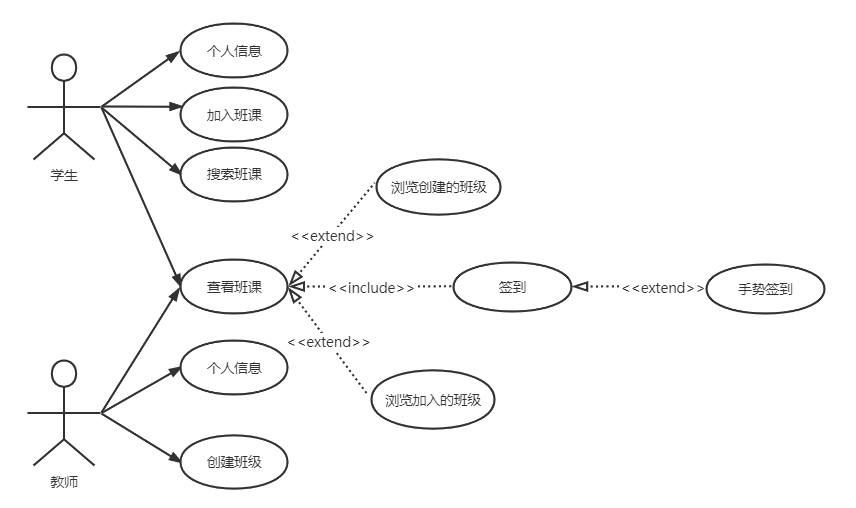 个人信息
加入班课
搜索班课
学生
浏览创建的班级
<<extend>>
查看班课
<<include>>
签到
<<extend>>
手势签到
<<extend>>
个人信息
浏览加入的班级
创建班级
教师